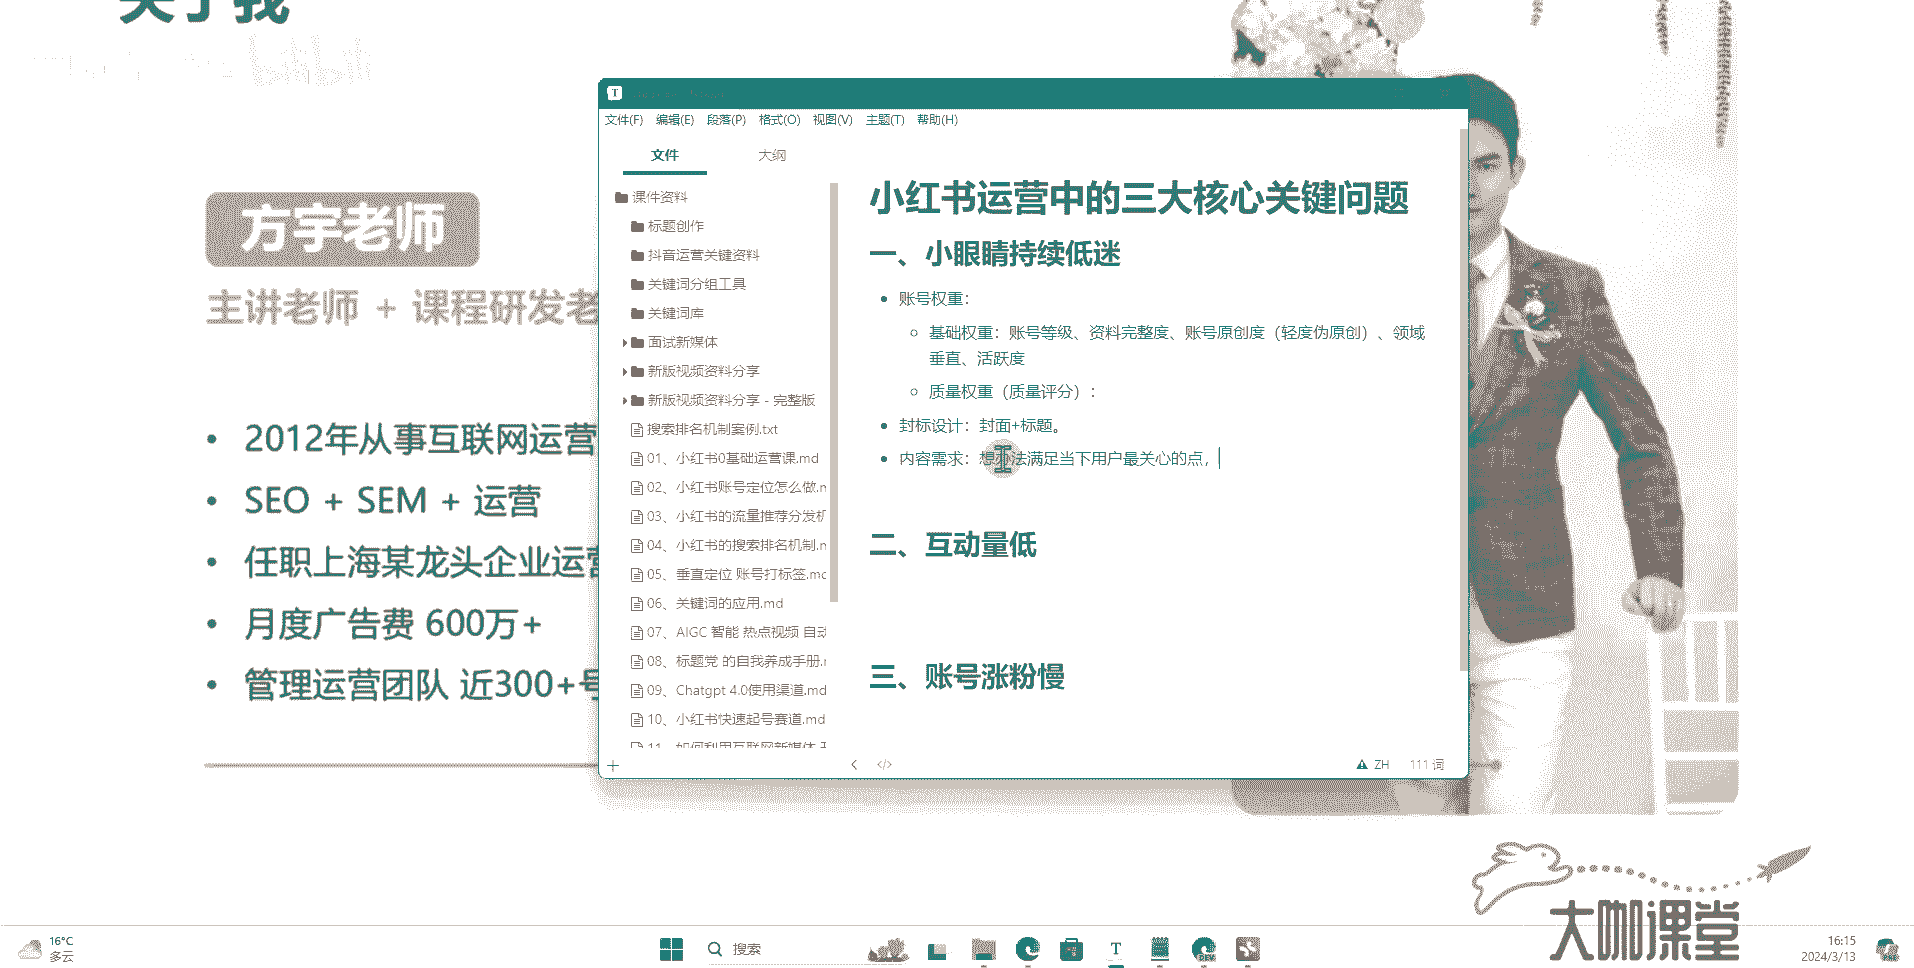 关于我
bilibili
方宇老师
主讲老师 + 课程研发老
• 2012年从事互联网运营
• SEO + SEM + 运营
• 任职上海某龙头企业运营
• 月度广告费 600万+
• 管理运营团队 近300+号
T
文件(F) 编辑(E) 段落(P) 格式(O) 视图(V) 主题(T) 帮助(H)
文件 大纲
课件资料
标题创作
抖音运营关键资料
关键词分组工具
关键词库
面试新媒体
新版视频资料分享
新版视频资料分享 - 完整版
搜索排名机制案例.txt
01、小红书0基础运营课.md
02、小红书账号定位怎么做.m
03、小红书的流量推荐分发机
04、小红书的搜索排名机制.m
05、垂直定位 账号打标签.md
06、关键词的应用.md
07、AIGC 智能 热点视频 自动
08、标题党 的自我养成手册.m
09、Chatgpt 4.0使用渠道.md
10、小红书快速起号赛道.md
11、如何利用互联网新媒体
小红书运营中的三大核心关键问题
一、小眼睛持续低迷
• 账号权重：
基础权重：账号等级、资料完整度、账号原创度（轻度伪原创）、领域
垂直、活跃度
质量权重（质量评分）：
• 封标设计：封面+标题。
• 内容需求：想办法满足当下用户最关心的点，
二、互动量低
三、账号涨粉慢
+ < </> ZH 111 词
大咖课堂
16°C
多云
搜索
T
DEV
16:15
2024/3/13